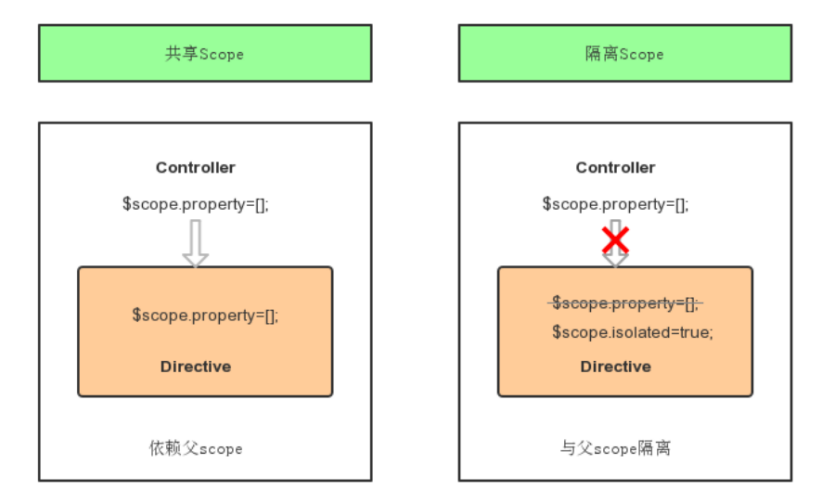 共享Scope
Controller
$scope.property=[];
$scope.property=[];
Directive
依赖父scope
隔离Scope
Controller
$scope.property=[];
$scope.property=[];
$scope.isolated=true;
Directive
与父scope隔离